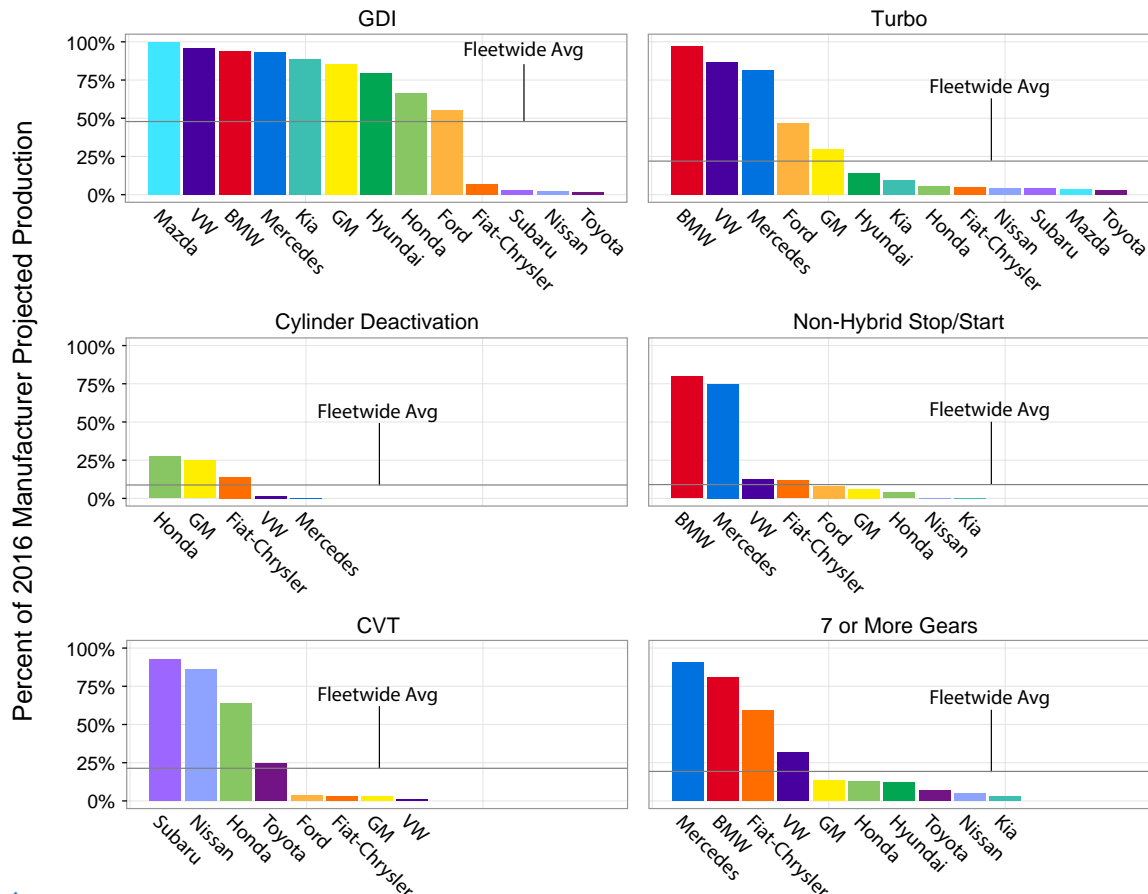 GDI
Turbo
Percent of 2016 Manufacturer Projected Production
100%
75%
50%
25%
0%
Fleetwide Avg
Mazda
VW
BMW
Mercedes
Kia
GM
Hyundai
Honda
Ford
Fiat-Chrysler
Subaru
Nissan
Toyota
Fleetwide Avg
BMW
VW
Mercedes
Ford
GM
Hyundai
Kia
Honda
Fiat-Chrysler
Nissan
Subaru
Mazda
Toyota
Cylinder Deactivation
100%
75%
50%
25%
0%
Fleetwide Avg
Honda
GM
Fiat-Chrysler
VW
Mercedes
Non-Hybrid Stop/Start
Fleetwide Avg
BMW
Mercedes
VW
Fiat-Chrysler
Ford
GM
Honda
Nissan
Kia
CVT
100%
75%
50%
25%
0%
Fleetwide Avg
Subaru
Nissan
Honda
Toyota
Ford
Fiat-Chrysler
GM
VW
7 or More Gears
Fleetwide Avg
Mercedes
BMW
Fiat-Chrysler
VW
GM
Honda
Hyundai
Toyota
Nissan
Kia